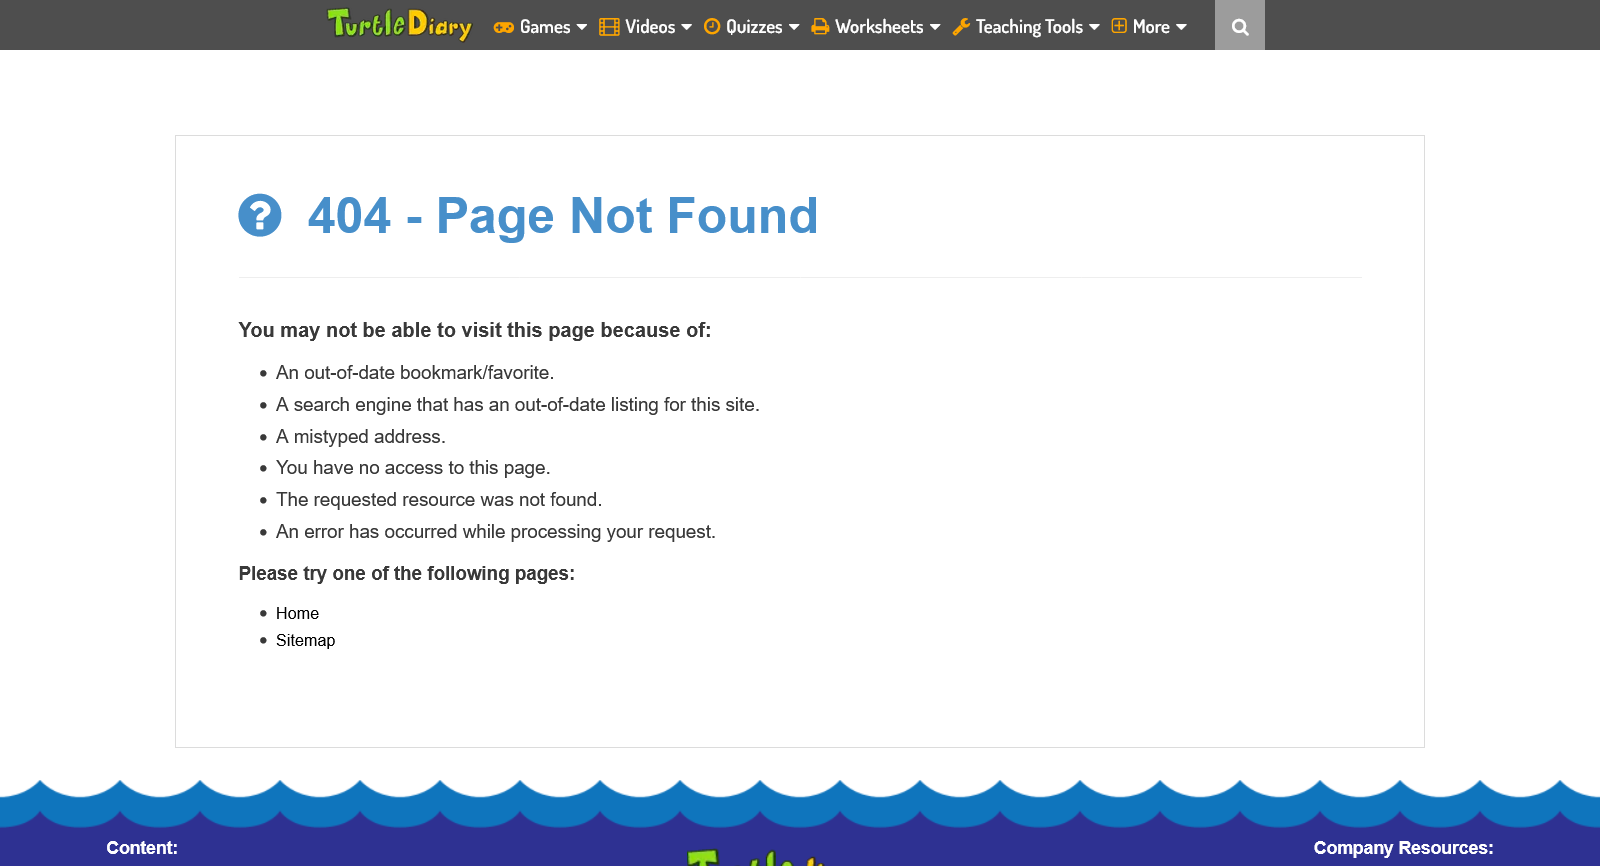 Turtle Diary Games Videos Quizzes Worksheets Teaching Tools More
404 - Page Not Found
You may not be able to visit this page because of:
An out-of-date bookmark/favorite.
A search engine that has an out-of-date listing for this site.
A mistyped address.
You have no access to this page.
The requested resource was not found.
An error has occurred while processing your request.
Please try one of the following pages:
Home
Sitemap
Content:
Company Resources: